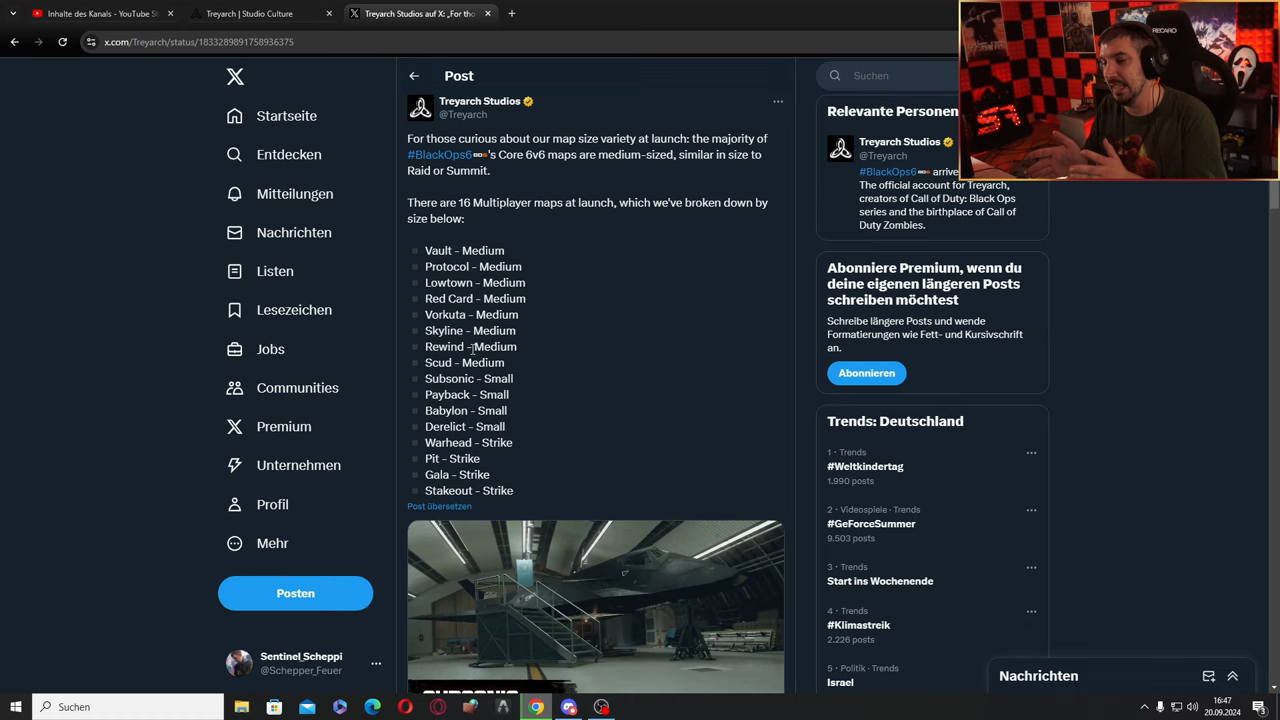 Inhalte des Kanals - YouTube S
Treyarch | Studio Culture
Treyarch Studios auf X: „For tho
x.com/Treyarch/status/1833289891758936375
RECARO
Post
Suchen
Startseite
Entdecken
Mitteilungen
Nachrichten
Listen
Lesezeichen
Jobs
Communities
Premium
Unternehmen
Profil
Mehr
Posten
Sentinel_Scheppi
@Schepper_Feuer
Treyarch Studios
@Treyarch
For those curious about our map size variety at launch: the majority of
#BlackOps6's Core 6v6 maps are medium-sized, similar in size to
Raid or Summit.
There are 16 Multiplayer maps at launch, which we've broken down by
size below:
Vault - Medium
Protocol - Medium
Lowtown - Medium
Red Card - Medium
Vorkuta - Medium
Skyline - Medium
Rewind - Medium
Scud - Medium
Subsonic - Small
Payback - Small
Babylon - Small
Derelict - Small
Warhead - Strike
Pit - Strike
Gala - Strike
Stakeout - Strike
Post übersetzen
SUBSONIC
Relevante Personen
Treyarch Studios
@Treyarch
#BlackOps6 arrive
The official account for Treyarch,
creators of Call of Duty: Black Ops
series and the birthplace of Call of
Duty Zombies.
Abonniere Premium, wenn du
deine eigenen längeren Posts
schreiben möchtest
Schreibe längere Posts und wende
Formatierungen wie Fett- und Kursivschrift
an.
Abonnieren
Trends: Deutschland
1 · Trends
#Weltkindertag
1.990 posts
2 · Videospiele · Trends
#GeForceSummer
9.503 posts
3 · Trends
Start ins Wochenende
4 · Trends
#Klimastreik
2.226 posts
5 · Politik · Trends
Israel
Nachrichten
Suchen
16:47
20.09.2024